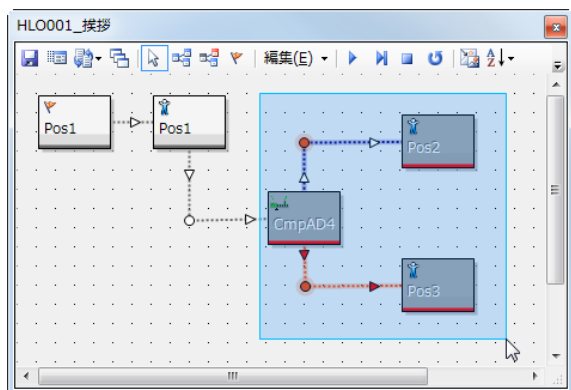 HLO001_挨拶
編集(E)
Pos1
Pos1
Pos2
CmpAD4
Pos3